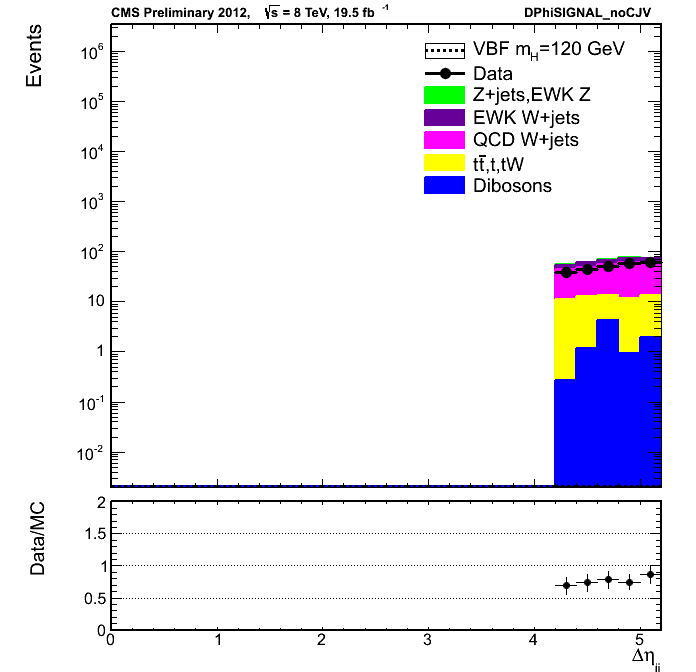 CMS Preliminary 2012, √s = 8 TeV, 19.5 fb⁻¹ DPhiSIGNAL_noCJV
Events
10⁶
10⁵
10⁴
10³
10²
10
1
10⁻¹
10⁻²
VBF m_H=120 GeV
Data
Z+jets,EWK Z
EWK W+jets
QCD W+jets
tt̄,t,tW
Dibosons
Data/MC
2
1.5
1
0.5
0
0 1 2 3 4 5
Δη_jj